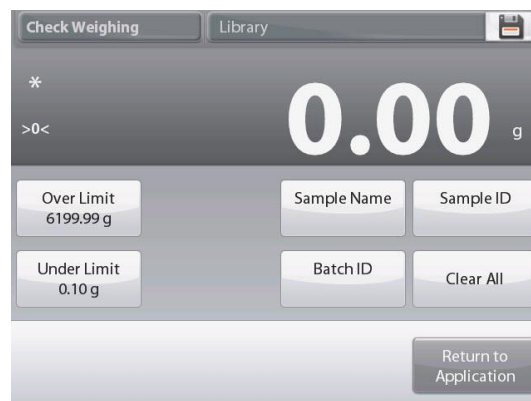 Check Weighing
Library
*
>0<
0.00 g
Over Limit
6199.99 g
Sample Name
Sample ID
Under Limit
0.10 g
Batch ID
Clear All
Return to
Application